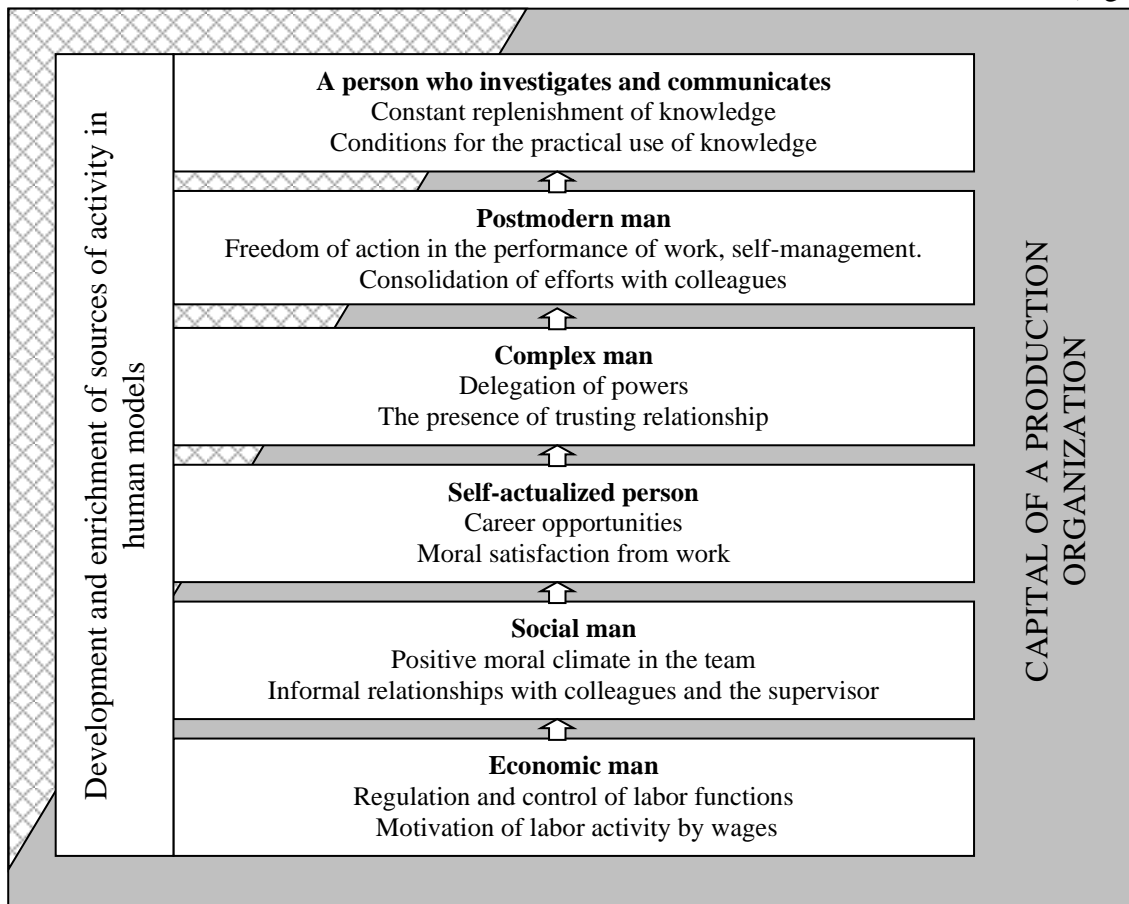 Development and enrichment of sources of activity in
human models
A person who investigates and communicates
Constant replenishment of knowledge
Conditions for the practical use of knowledge
Postmodern man
Freedom of action in the performance of work, self-management.
Consolidation of efforts with colleagues
Complex man
Delegation of powers
The presence of trusting relationship
Self-actualized person
Career opportunities
Moral satisfaction from work
Social man
Positive moral climate in the team
Informal relationships with colleagues and the supervisor
Economic man
Regulation and control of labor functions
Motivation of labor activity by wages
CAPITAL OF A PRODUCTION
ORGANIZATION